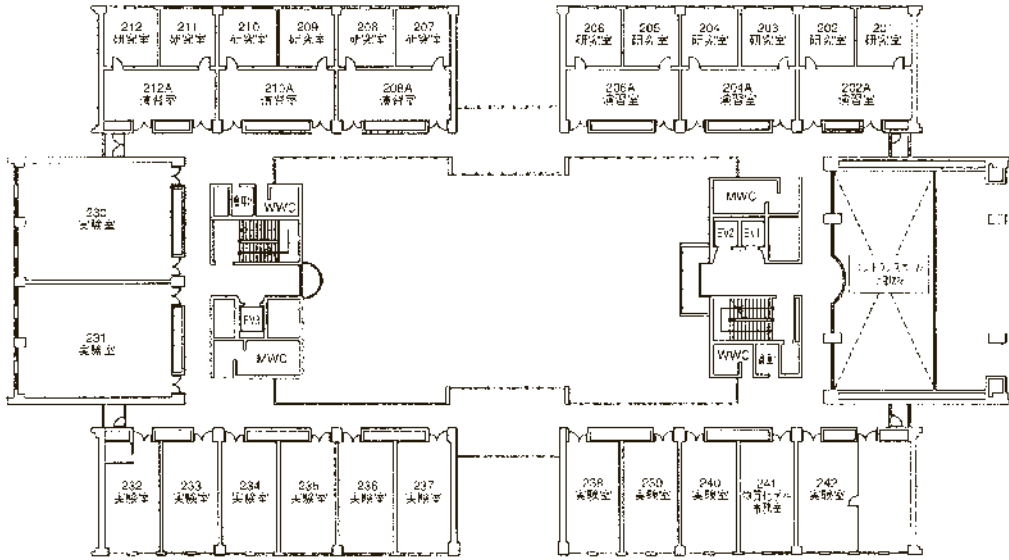 212 211 210 209 208 207
研究室 研究室 研究室 研究室 研究室 研究室
212A 210A 208A
演習室 演習室 演習室
206 205 204 203 202 201
研究室 研究室 研究室 研究室 研究室 研究室
206A 204A 202A
演習室 演習室 演習室
230
実験室
231
実験室
WWC
EV3
MWC
MWC
EV2 EV1
WWC
232 233 234 235 236 237
実験室 実験室 実験室 実験室 実験室 実験室
238 239 240 241 242
実験室 実験室 実験室 実験室